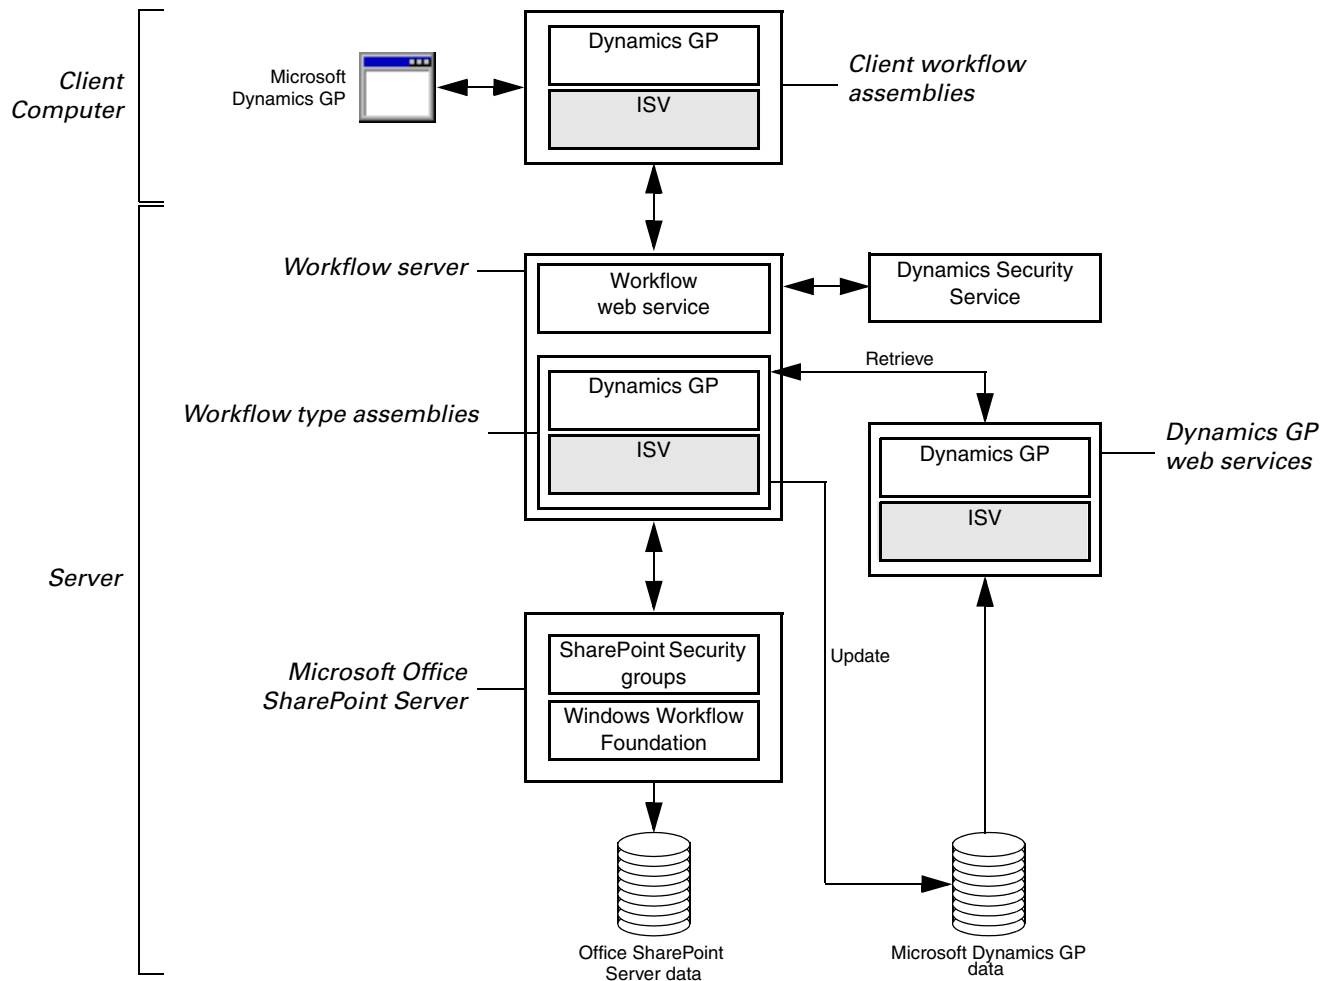 Client
Computer
Microsoft
Dynamics GP
Dynamics GP
ISV
Client workflow
assemblies
Server
Workflow server
Workflow
web service
Dynamics Security
Service
Retrieve
Workflow type assemblies
Dynamics GP
ISV
Dynamics GP
web services
Dynamics GP
ISV
Microsoft Office
SharePoint Server
SharePoint Security
groups
Windows Workflow
Foundation
Update
Office SharePoint
Server data
Microsoft Dynamics GP
data